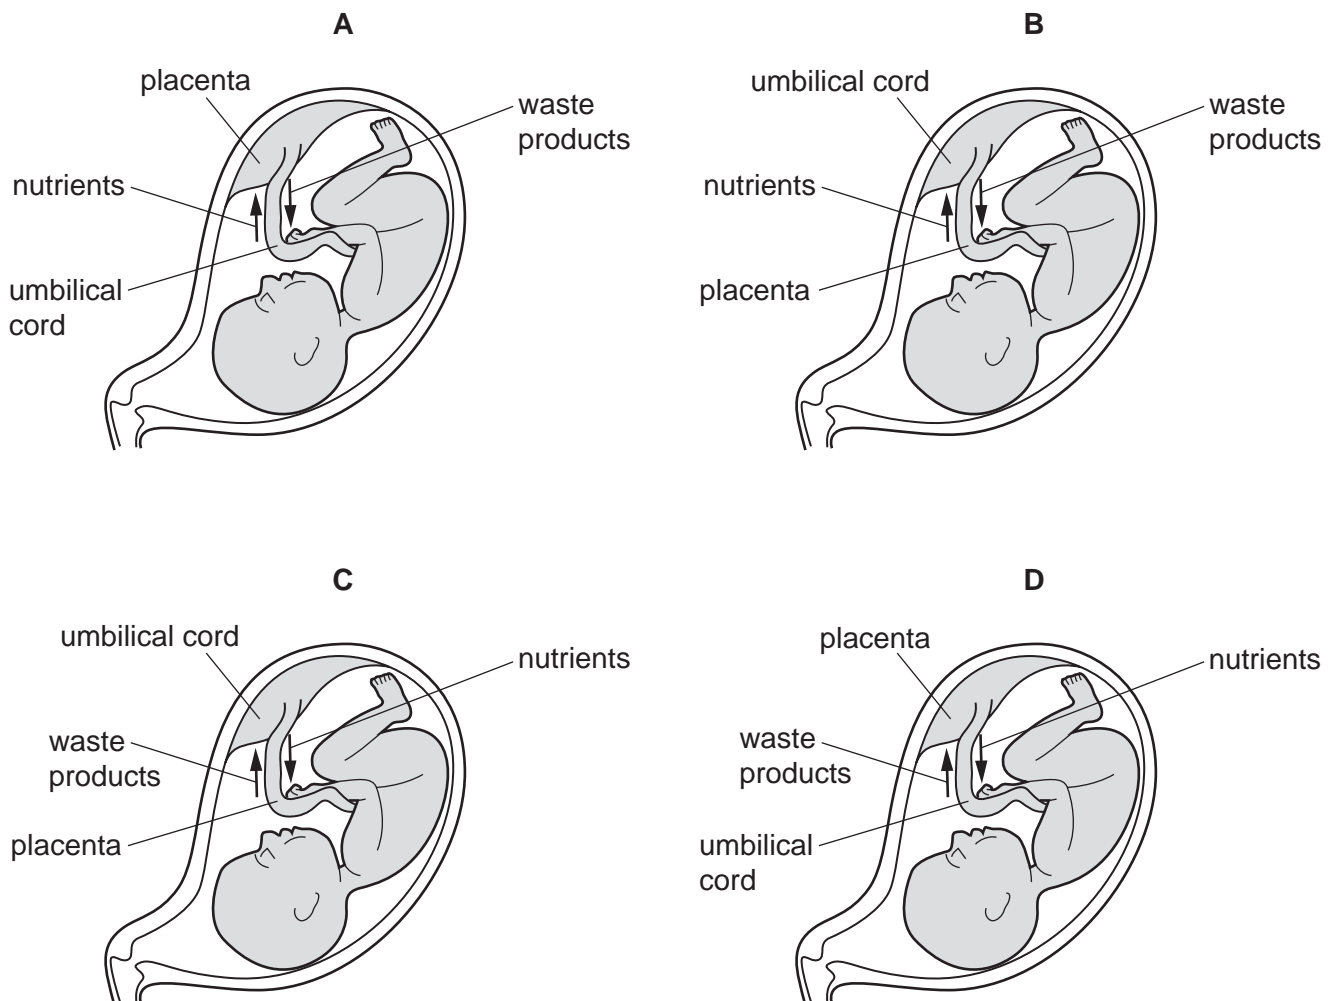 A
placenta
waste
products
nutrients
umbilical
cord
B
umbilical cord
waste
products
nutrients
placenta
C
umbilical cord
nutrients
waste
products
placenta
D
placenta
nutrients
waste
products
umbilical
cord